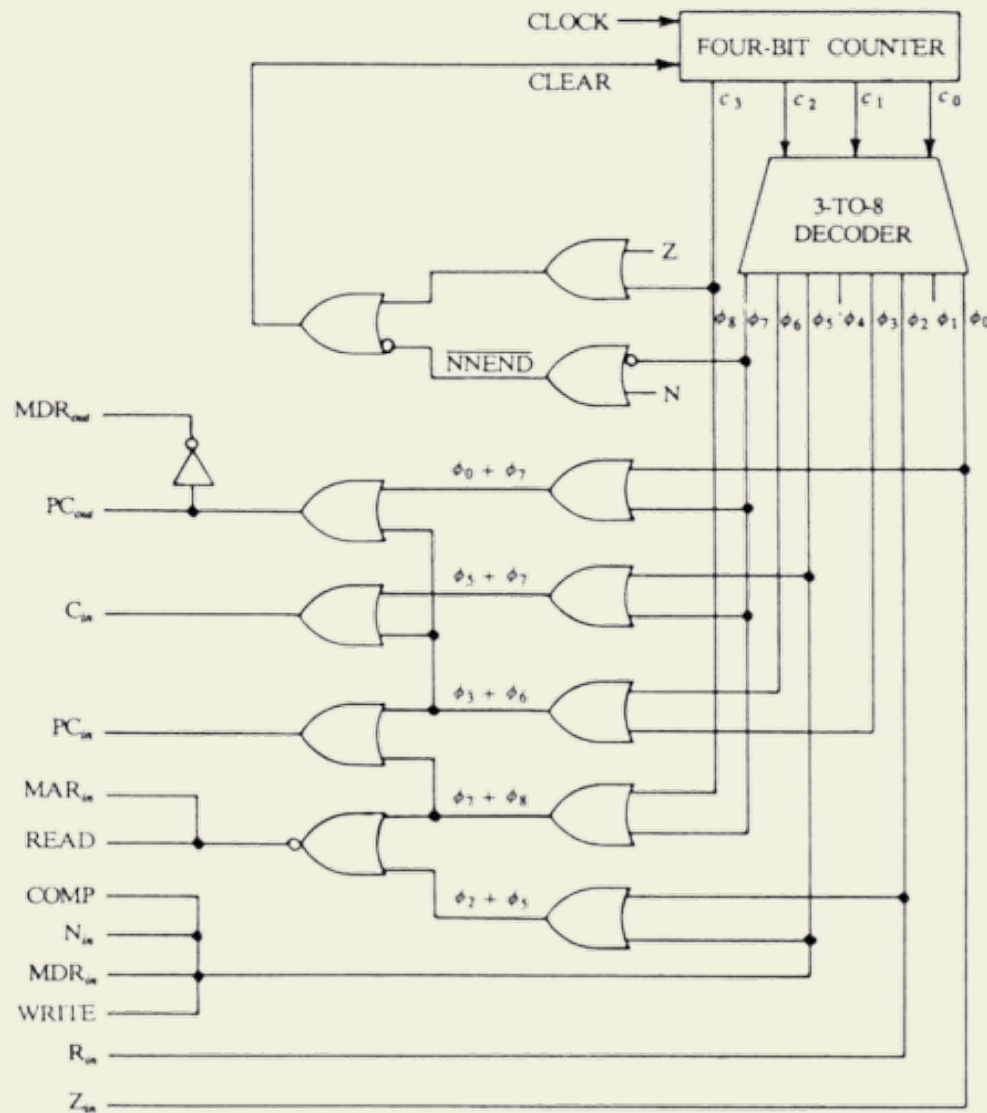 CLOCK
FOUR-BIT COUNTER
CLEAR
c₃ c₂ c₁ c₀
3-TO-8
DECODER
Z
ϕ₈ ϕ₇ ϕ₆ ϕ₅ ϕ₄ ϕ₃ ϕ₂ ϕ₁ ϕ₀
N̅N̅E̅N̅D̅
N
MDRₒᵤₜ
ϕ₀ + ϕ₇
PCₒᵤₜ
ϕ₅ + ϕ₇
Cᵢₙ
ϕ₃ + ϕ₆
PCᵢₙ
MARᵢₙ
ϕ₇ + ϕ₈
READ
COMP
ϕ₂ + ϕ₅
Nᵢₙ
MDRᵢₙ
WRITE
Rᵢₙ
Zᵢₙ